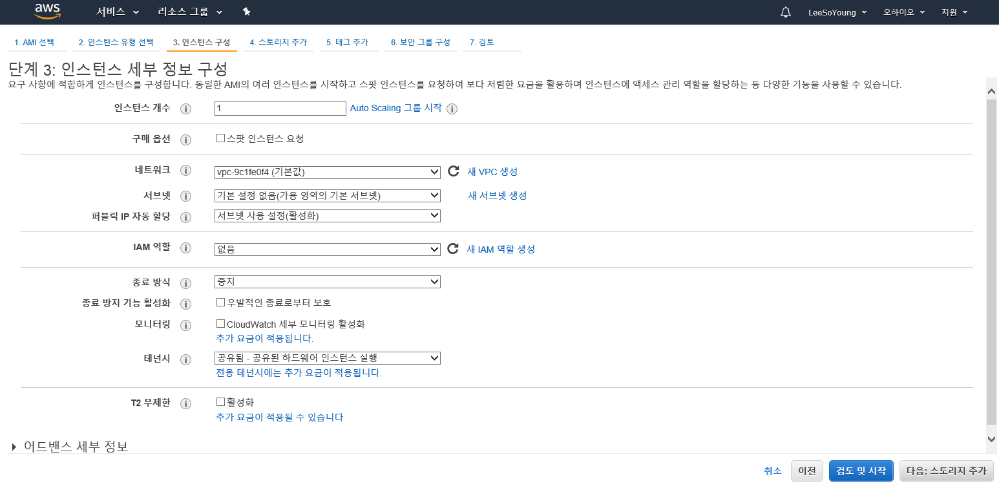 aws 서비스 리소스 그룹 LeeSoYoung 오하이오 지원
1. AMI 선택 2. 인스턴스 유형 선택 3. 인스턴스 구성 4. 스토리지 추가 5. 태그 추가 6. 보안 그룹 구성 7. 검토
단계 3: 인스턴스 세부 정보 구성
요구 사항에 적합하게 인스턴스를 구성합니다. 동일한 AMI의 여러 인스턴스를 시작하고 스팟 인스턴스를 요청하여 보다 저렴한 요금을 활용하며 인스턴스에 액세스 관리 역할을 할당하는 등 다양한 기능을 사용할 수 있습니다.
인스턴스 개수 i 1 Auto Scaling 그룹 시작 i
구매 옵션 i 스팟 인스턴스 요청
네트워크 i vpc-9c1fe0f4 (기본값) 새 VPC 생성
서브넷 i 기본 설정 없음(가용 영역의 기본 서브넷) 새 서브넷 생성
퍼블릭 IP 자동 할당 i 서브넷 사용 설정(활성화)
IAM 역할 i 없음 새 IAM 역할 생성
종료 방식 i 중지
종료 방지 기능 활성화 i 우발적인 종료로부터 보호
모니터링 i CloudWatch 세부 모니터링 활성화
추가 요금이 적용됩니다.
테넌시 i 공유됨 - 공유된 하드웨어 인스턴스 실행
전용 테넌시에는 추가 요금이 적용됩니다.
T2 무제한 i 활성화
추가 요금이 적용될 수 있습니다
어드밴스 세부 정보
취소 이전 검토 및 시작 다음: 스토리지 추가